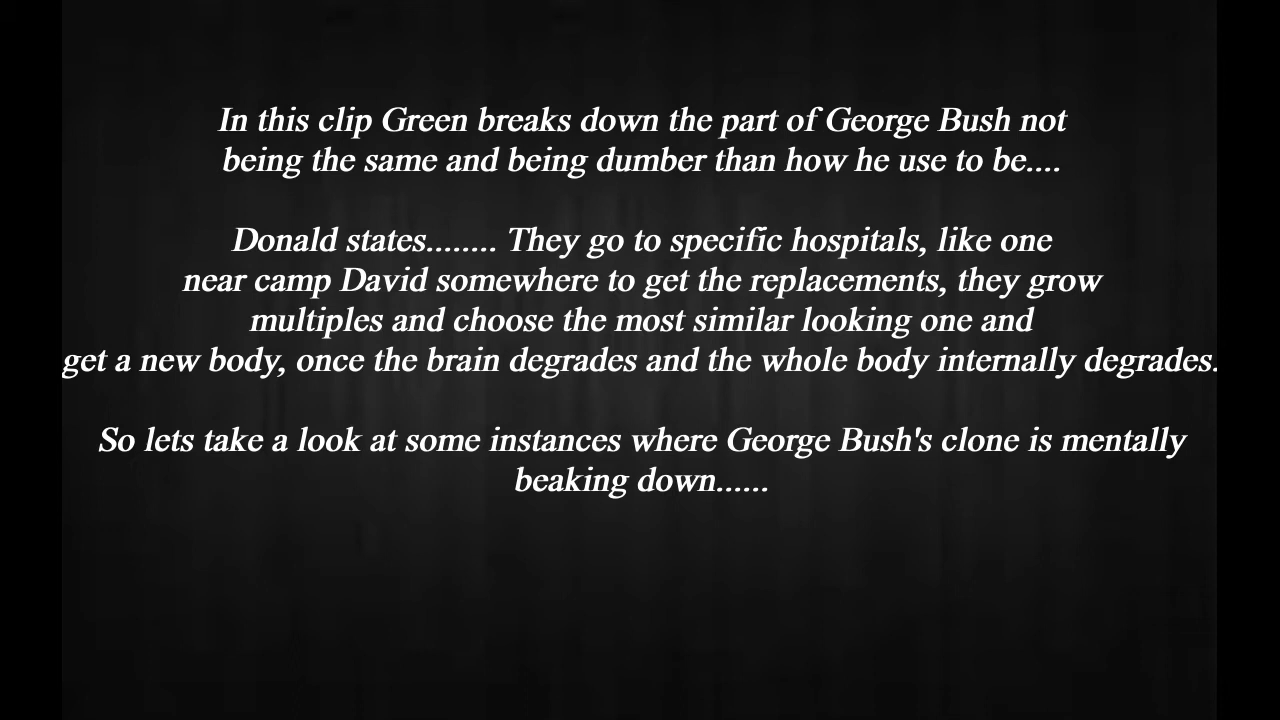 In this clip Green breaks down the part of George Bush not
being the same and being dumber than how he use to be....
Donald states........ They go to specific hospitals, like one
near camp David somewhere to get the replacements, they grow
multiples and choose the most similar looking one and
get a new body, once the brain degrades and the whole body internally degrades.
So lets take a look at some instances where George Bush's clone is mentally
beaking down......